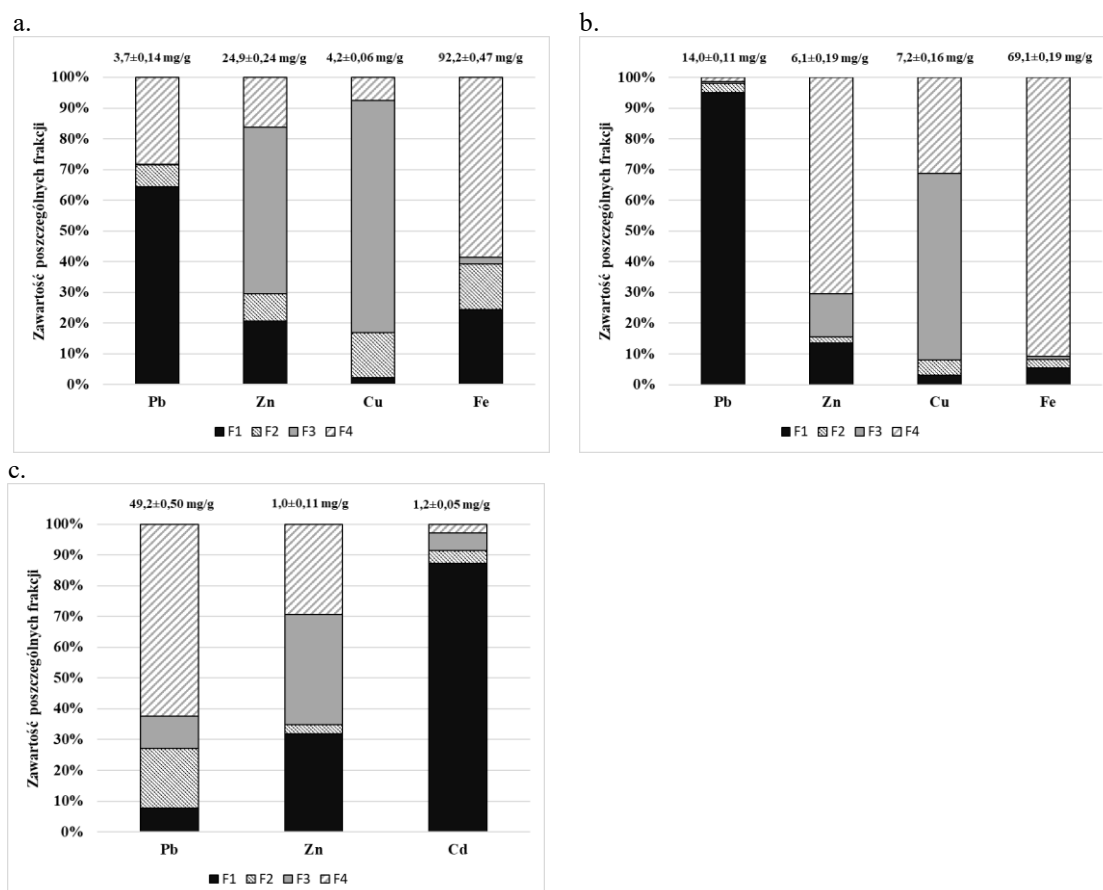 a.
3,7±0,14 mg/g 24,9±0,24 mg/g 4,2±0,06 mg/g 92,2±0,47 mg/g
Zawartość poszczególnych frakcji
100%
90%
80%
70%
60%
50%
40%
30%
20%
10%
0%
Pb Zn Cu Fe
F1 F2 F3 F4
b.
14,0±0,11 mg/g 6,1±0,19 mg/g 7,2±0,16 mg/g 69,1±0,19 mg/g
Zawartość poszczególnych frakcji
100%
90%
80%
70%
60%
50%
40%
30%
20%
10%
0%
Pb Zn Cu Fe
F1 F2 F3 F4
c.
49,2±0,50 mg/g 1,0±0,11 mg/g 1,2±0,05 mg/g
Zawartość poszczególnych frakcji
100%
90%
80%
70%
60%
50%
40%
30%
20%
10%
0%
Pb Zn Cd
F1 F2 F3 F4